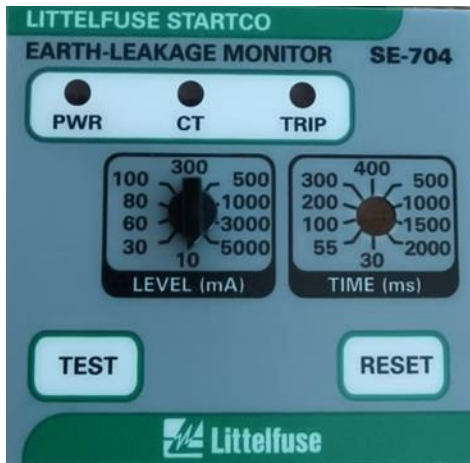 LITTELFUSE STARTCO
EARTH-LEAKAGE MONITOR SE-704
PWR CT TRIP
300
100 500
80 1000
60 3000
30 5000
10
LEVEL (mA)
400
300 500
200 1000
100 1500
55 2000
30
TIME (ms)
TEST RESET
Littelfuse